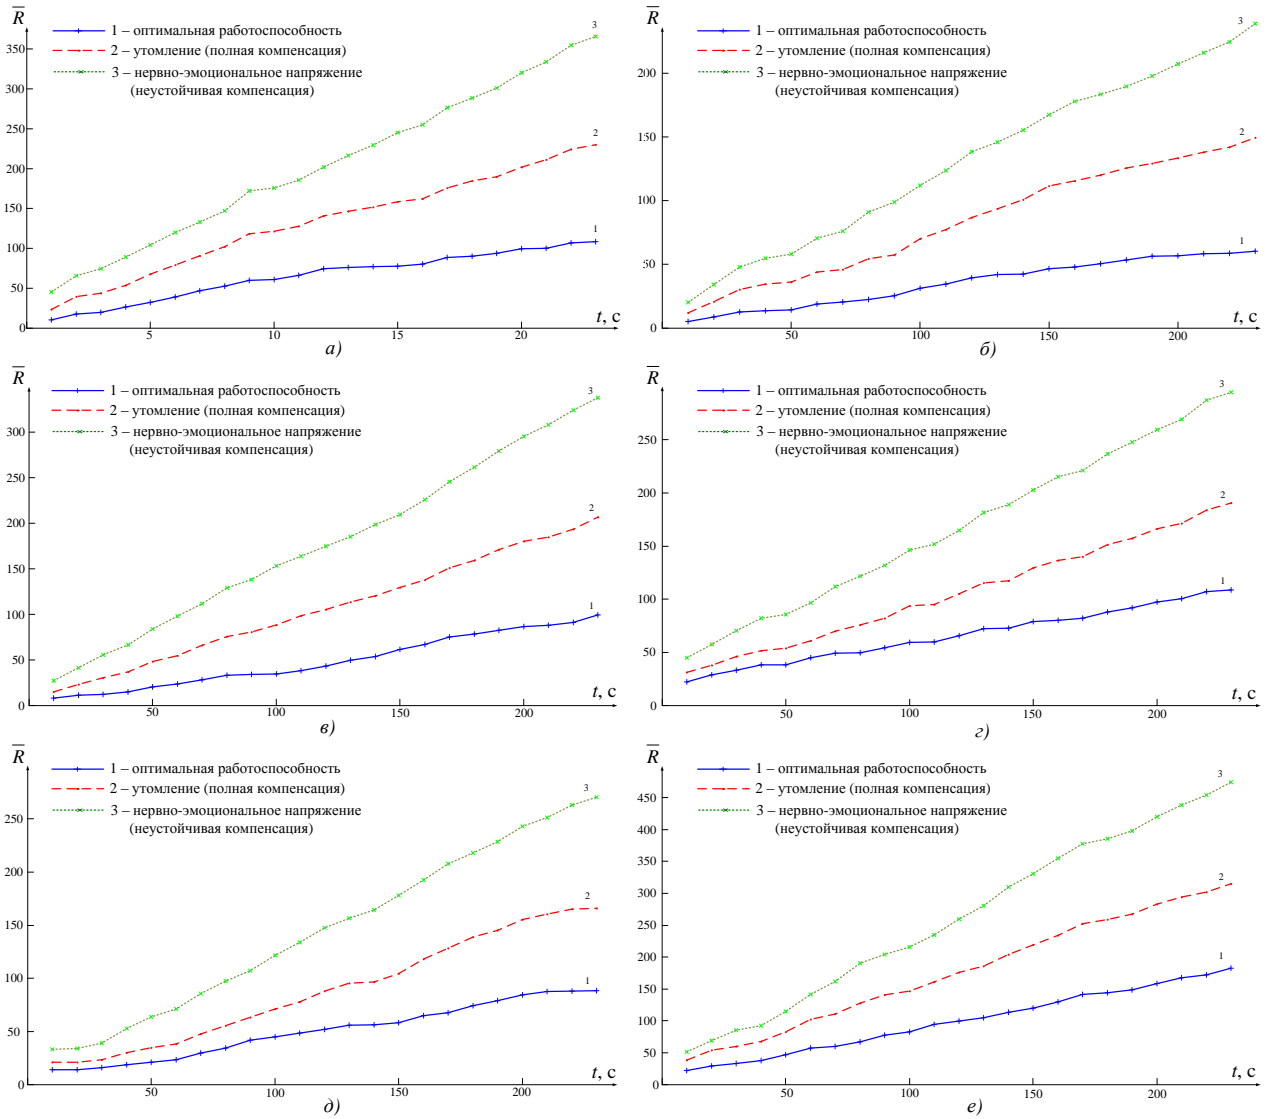 R
1 – оптимальная работоспособность
2 – утомление (полная компенсация)
3 – нервно-эмоциональное напряжение
(неустойчивая компенсация)
350
300
250
200
150
100
50
0
5
10
15
20
3
2
1
t, с
а)
R
1 – оптимальная работоспособность
2 – утомление (полная компенсация)
3 – нервно-эмоциональное напряжение
(неустойчивая компенсация)
200
150
100
50
0
50
100
150
200
3
2
1
t, с
б)
R
1 – оптимальная работоспособность
2 – утомление (полная компенсация)
3 – нервно-эмоциональное напряжение
(неустойчивая компенсация)
300
250
200
150
100
50
0
50
100
150
200
3
2
1
t, с
в)
R
1 – оптимальная работоспособность
2 – утомление (полная компенсация)
3 – нервно-эмоциональное напряжение
(неустойчивая компенсация)
250
200
150
100
50
0
50
100
150
200
3
2
1
t, с
г)
R
1 – оптимальная работоспособность
2 – утомление (полная компенсация)
3 – нервно-эмоциональное напряжение
(неустойчивая компенсация)
250
200
150
100
50
0
50
100
150
200
3
2
1
t, с
д)
R
1 – оптимальная работоспособность
2 – утомление (полная компенсация)
3 – нервно-эмоциональное напряжение
(неустойчивая компенсация)
450
400
350
300
250
200
150
100
50
0
50
100
150
200
3
2
1
t, с
е)